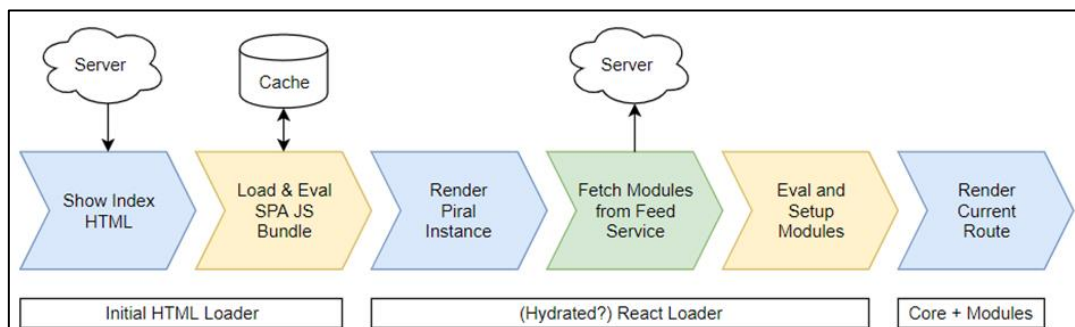 Server
Cache
Server
Show Index
HTML
Load & Eval
SPA JS
Bundle
Render
Piral
Instance
Fetch Modules
from Feed
Service
Eval and
Setup
Modules
Render
Current
Route
Initial HTML Loader
(Hydrated?) React Loader
Core + Modules